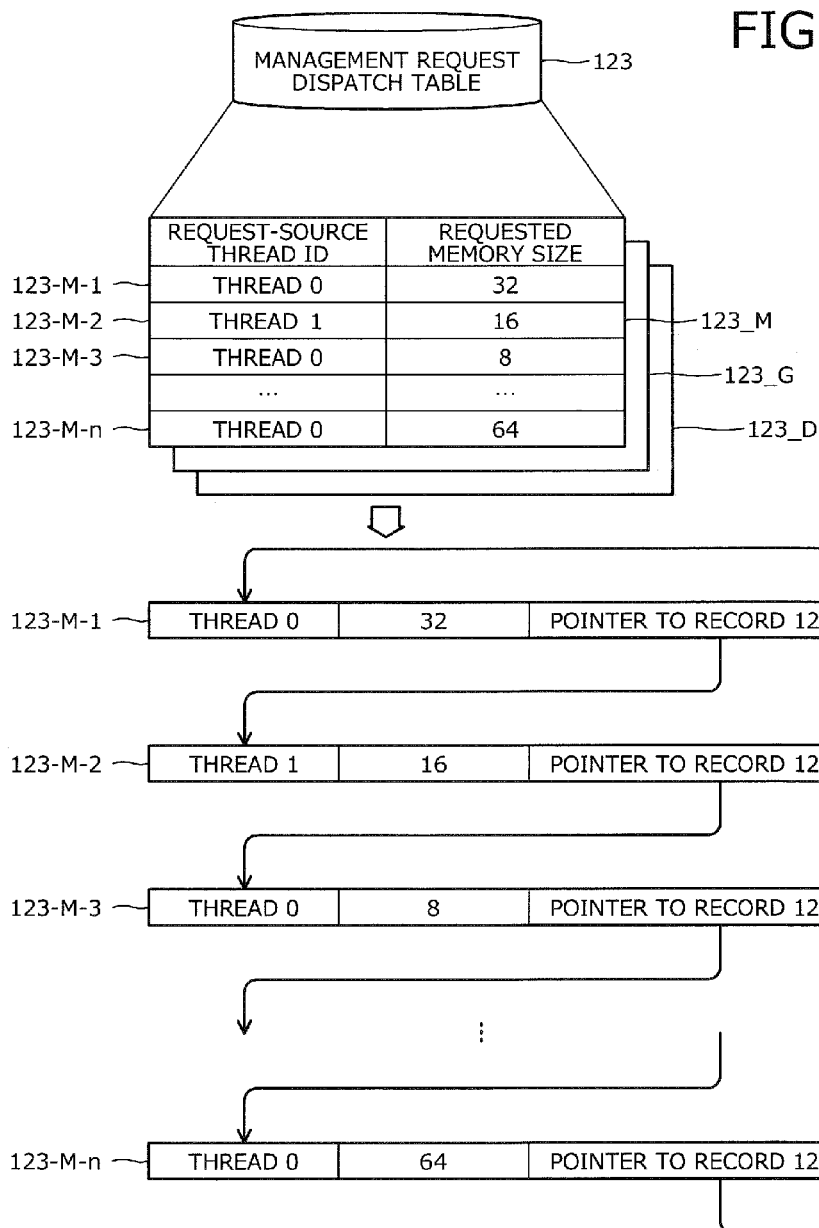 FIG
MANAGEMENT REQUEST
DISPATCH TABLE
123
REQUEST-SOURCE
THREAD ID
REQUESTED
MEMORY SIZE
123-M-1 THREAD 0 32
123-M-2 THREAD 1 16 123_M
123-M-3 THREAD 0 8
123_G
... ...
123-M-n THREAD 0 64 123_D
123-M-1 THREAD 0 32 POINTER TO RECORD 12
123-M-2 THREAD 1 16 POINTER TO RECORD 12
123-M-3 THREAD 0 8 POINTER TO RECORD 12
⋮
123-M-n THREAD 0 64 POINTER TO RECORD 12